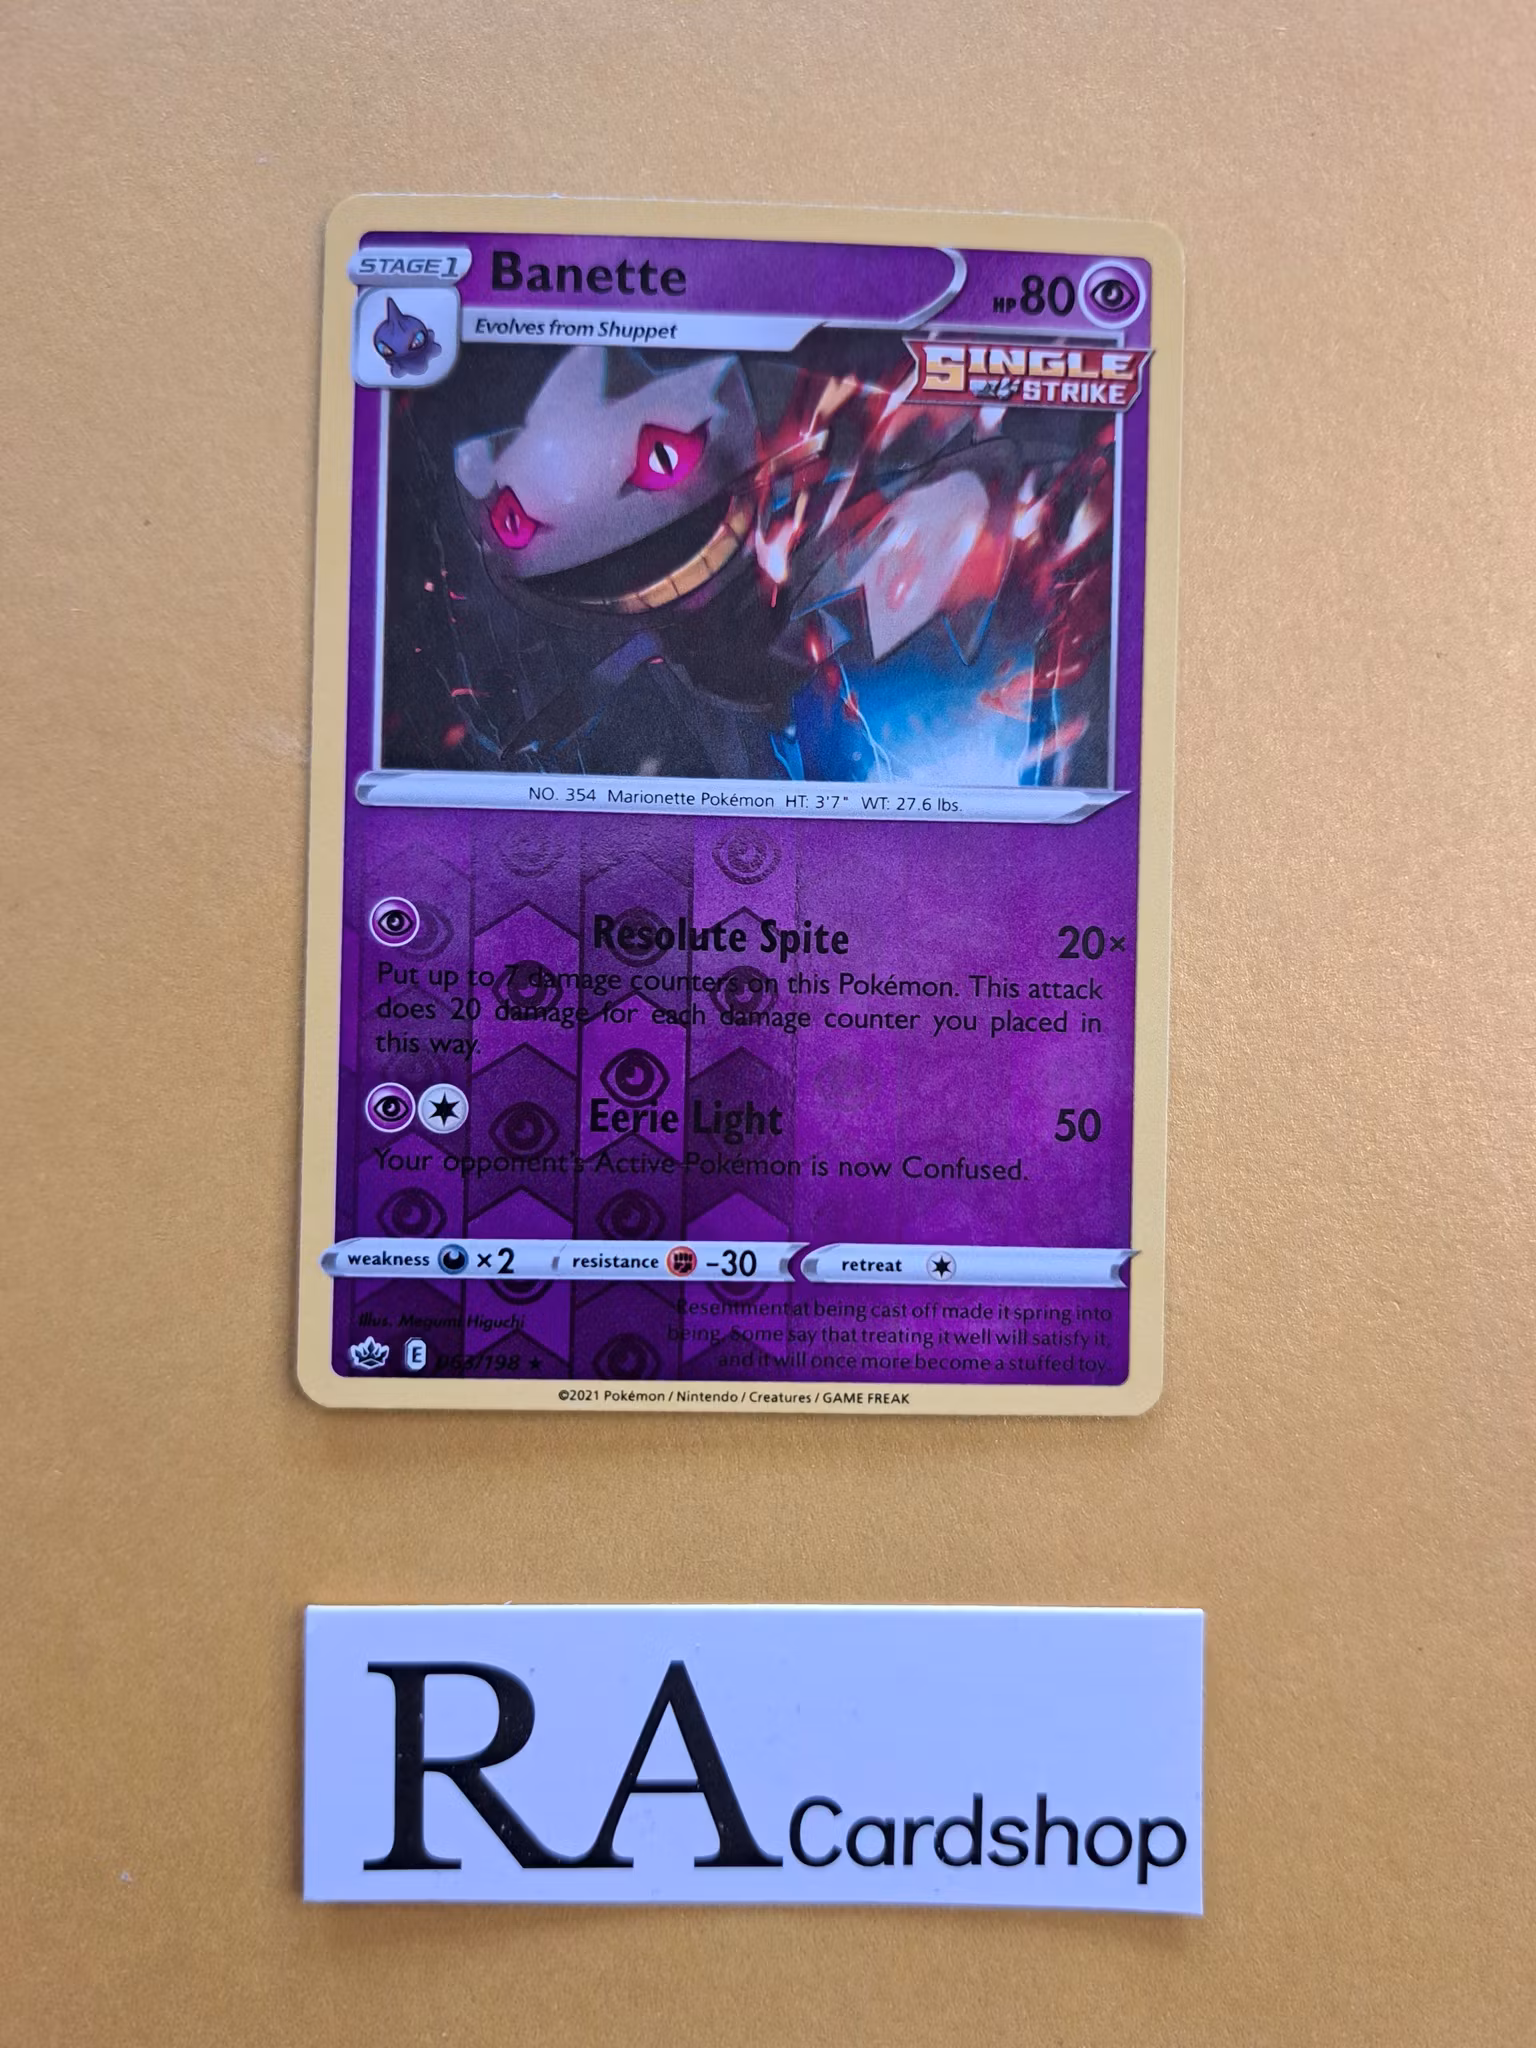 STAGE 1
Banette
HP 80
Evolves from Shuppet
SINGLE
STRIKE
NO. 354 Marionette Pokémon HT: 3'7" WT: 27.6 lbs.
Resolute Spite 20×
Put up to 7 damage counters on this Pokémon. This attack
does 20 damage for each damage counter you placed in
this way.
Eerie Light 50
Your opponent's Active Pokémon is now Confused.
weakness ×2 resistance -30 retreat
Illus. Megumi Higuchi
Resentment at being cast off made it spring into
being. Some say that treating it well will satisfy it,
and it will once more become a stuffed toy.
E 063/198 ★
©2021 Pokémon / Nintendo / Creatures / GAME FREAK
RA Cardshop